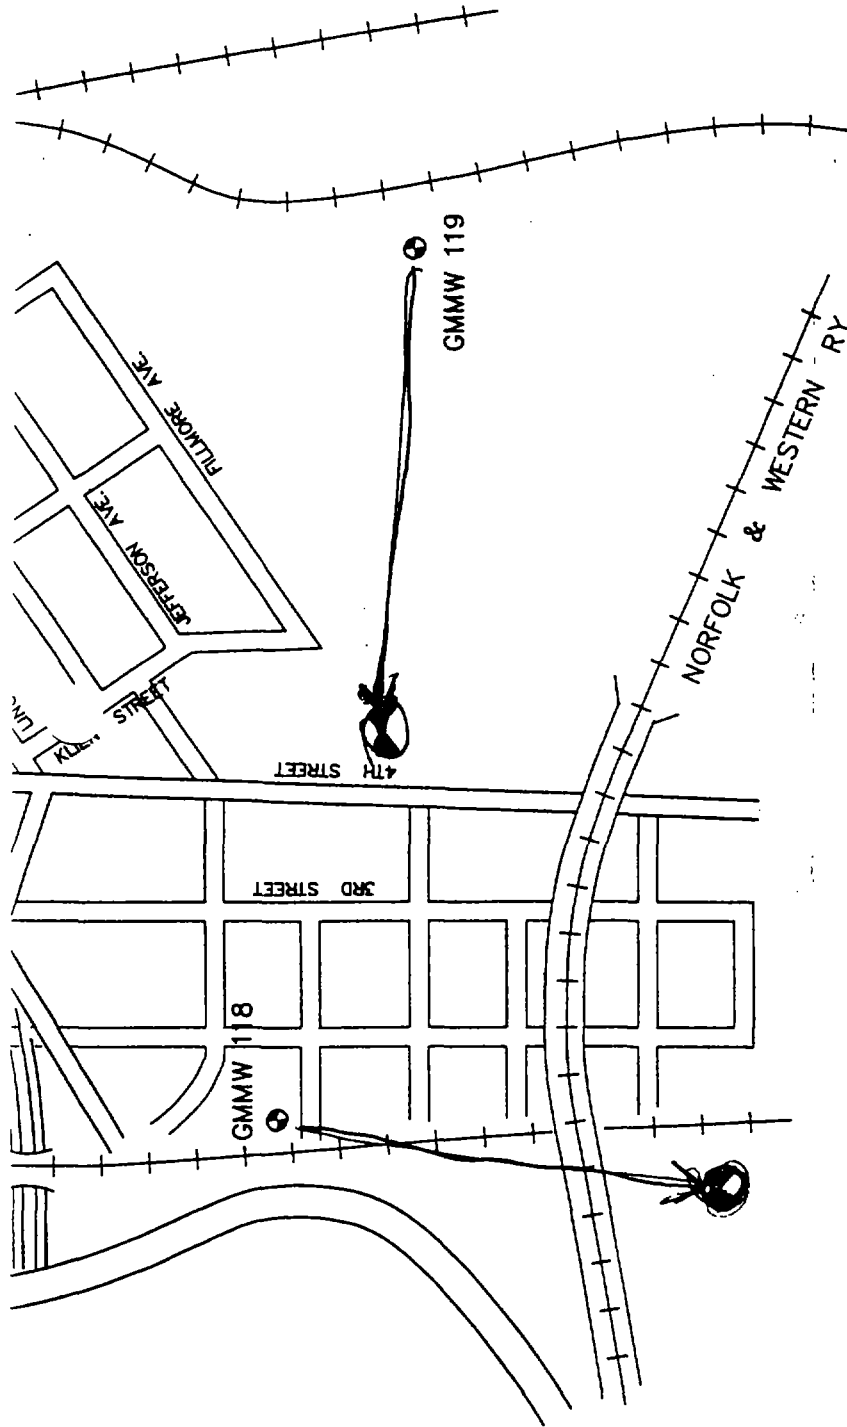 FILLMORE AVE.
JEFFERSON AVE.
STREET
4TH STREET
3RD STREET
GMMW 119
GMMW 118
NORFOLK & WESTERN RY